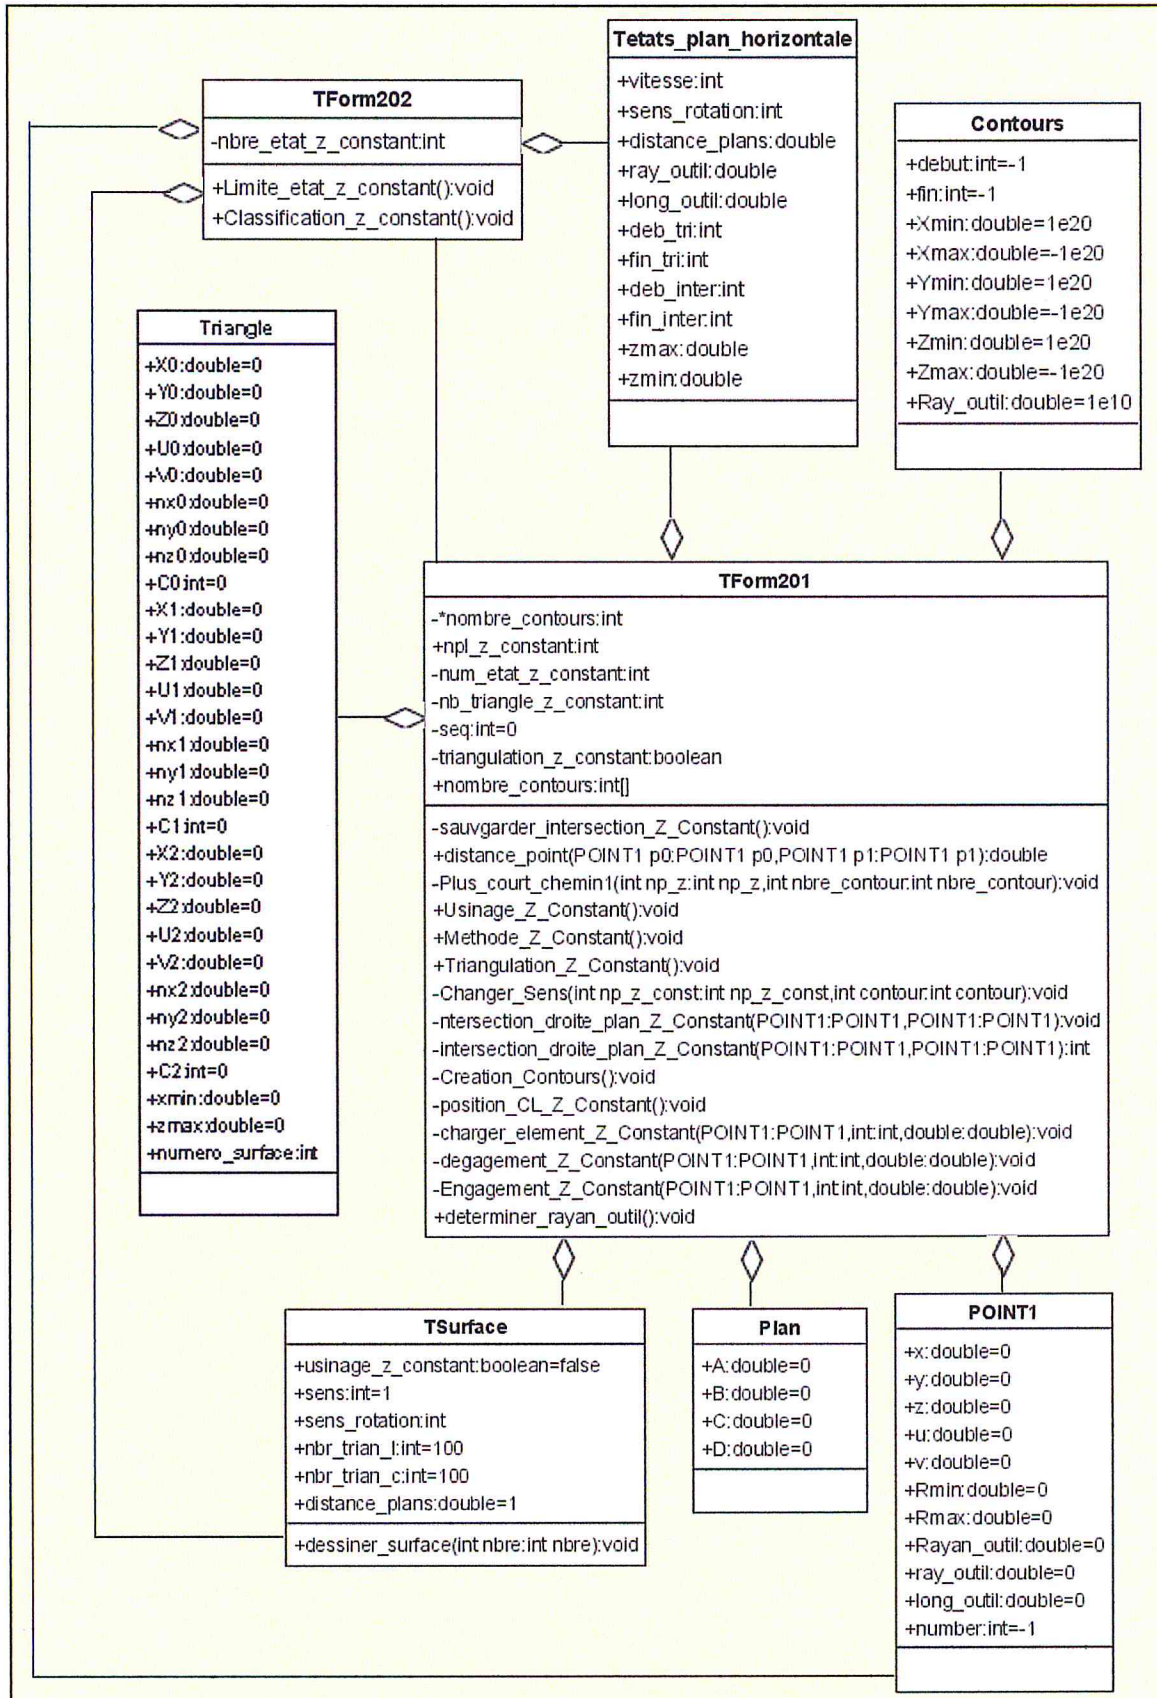 Tetats_plan_horizontale
+vitesse:int
+sens_rotation:int
+distance_plans:double
+ray_outil:double
+long_outil:double
+deb_tri:int
+fin_tri:int
+deb_inter:int
+fin_inter:int
+zmax:double
+zmin:double
TForm202
-nbre_etat_z_constant:int
+Limite_etat_z_constant():void
+Classification_z_constant():void
Contours
+debut:int=-1
+fin:int=-1
+Xmin:double=1e20
+Xmax:double=-1e20
+Ymin:double=1e20
+Ymax:double=-1e20
+Zmin:double=1e20
+Zmax:double=-1e20
+Ray_outil:double=1e10
Triangle
+X0:double=0
+Y0:double=0
+Z0:double=0
+U0:double=0
+V0:double=0
+nx0:double=0
+ny0:double=0
+nz0:double=0
+C0:int=0
+X1:double=0
+Y1:double=0
+Z1:double=0
+U1:double=0
+V1:double=0
+nx1:double=0
+ny1:double=0
+nz1:double=0
+C1:int=0
+X2:double=0
+Y2:double=0
+Z2:double=0
+U2:double=0
+V2:double=0
+nx2:double=0
+ny2:double=0
+nz2:double=0
+C2:int=0
+xmin:double=0
+zmax:double=0
+numero_surface:int
TForm201
-*nombre_contours:int
+npl_z_constant:int
-num_etat_z_constant:int
-nb_triangle_z_constant:int
-seq:int=0
-triangulation_z_constant:boolean
+nombre_contours:int[]
-sauvgarder_intersection_Z_Constant():void
+distance_point(POINT1 p0:POINT1 p0,POINT1 p1:POINT1 p1):double
-Plus_court_chemin1(int np_z:int np_z,int nbre_contour:int nbre_contour):void
+Usinage_Z_Constant():void
+Methode_Z_Constant():void
+Triangulation_Z_Constant():void
-Changer_Sens(int np_z_const:int np_z_const,int contour:int contour):void
-ntersection_droite_plan_Z_Constant(POINT1:POINT1,POINT1:POINT1):void
-intersection_droite_plan_Z_Constant(POINT1:POINT1,POINT1:POINT1):int
-Creation_Contours():void
-position_CL_Z_Constant():void
-charger_element_Z_Constant(POINT1:POINT1,int:int,double:double):void
-degagement_Z_Constant(POINT1:POINT1,int:int,double:double):void
-Engagement_Z_Constant(POINT1:POINT1,int:int,double:double):void
+determiner_rayan_outil():void
TSurface
+usinage_z_constant:boolean=false
+sens:int=1
+sens_rotation:int
+nbr_trian_l:int=100
+nbr_trian_c:int=100
+distance_plans:double=1
+dessiner_surface(int nbre:int nbre):void
Plan
+A:double=0
+B:double=0
+C:double=0
+D:double=0
POINT1
+x:double=0
+y:double=0
+z:double=0
+u:double=0
+v:double=0
+Rmin:double=0
+Rmax:double=0
+Rayan_outil:double=0
+ray_outil:double=0
+long_outil:double=0
+number:int=-1